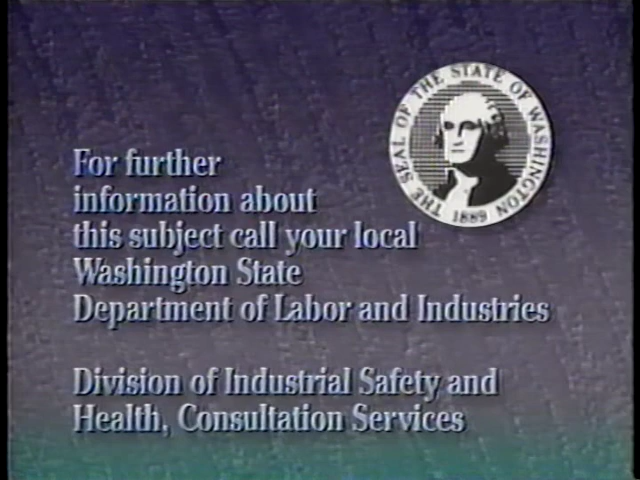 THE SEAL OF THE STATE OF WASHINGTON
1889
For further
information about
this subject call your local
Washington State
Department of Labor and Industries
Division of Industrial Safety and
Health, Consultation Services